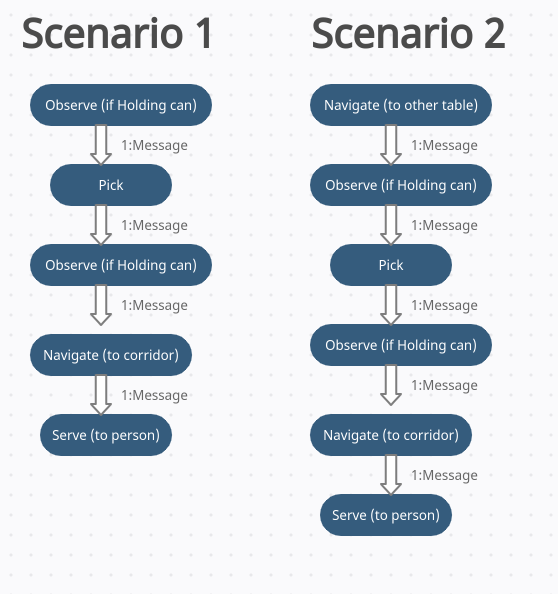 Scenario 1
Observe (if Holding can)
1:Message
Pick
1:Message
Observe (if Holding can)
1:Message
Navigate (to corridor)
1:Message
Serve (to person)
Scenario 2
Navigate (to other table)
1:Message
Observe (if Holding can)
1:Message
Pick
1:Message
Observe (if Holding can)
1:Message
Navigate (to corridor)
1:Message
Serve (to person)